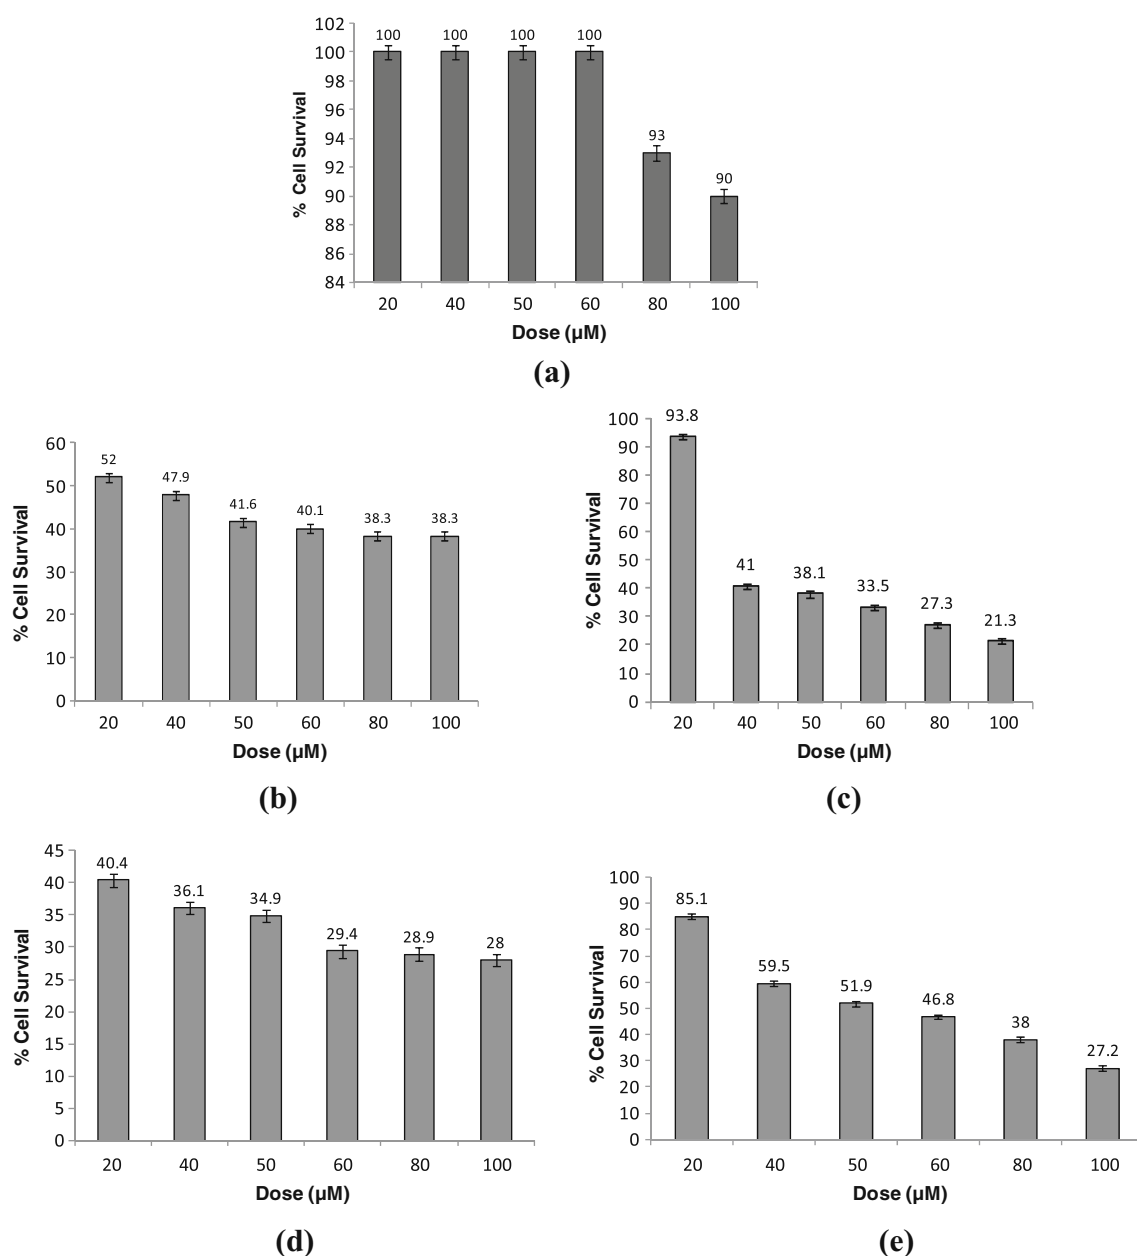 102
100
98
96
94
92
90
88
86
84
% Cell Survival
100 100 100 100 93 90
20 40 50 60 80 100
Dose (µM)
(a)
60
50
40
30
20
10
0
% Cell Survival
52 47.9 41.6 40.1 38.3 38.3
20 40 50 60 80 100
Dose (µM)
(b)
100
90
80
70
60
50
40
30
20
10
0
% Cell Survival
93.8 41 38.1 33.5 27.3 21.3
20 40 50 60 80 100
Dose (µM)
(c)
45
40
35
30
25
20
15
10
5
0
% Cell Survival
40.4 36.1 34.9 29.4 28.9 28
20 40 50 60 80 100
Dose (µM)
(d)
100
90
80
70
60
50
40
30
20
10
0
% Cell Survival
85.1 59.5 51.9 46.8 38 27.2
20 40 50 60 80 100
Dose (µM)
(e)